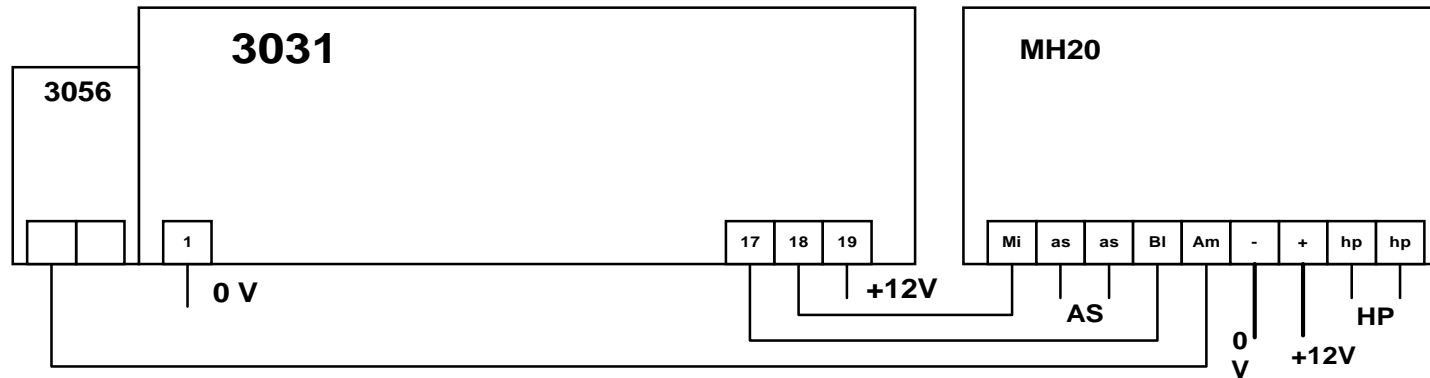 3031
MH20
3056
1
17
18
19
Mi
as
as
Bl
Am
-
+
hp
hp
0 V
+12V
AS
HP
0
V
+12V